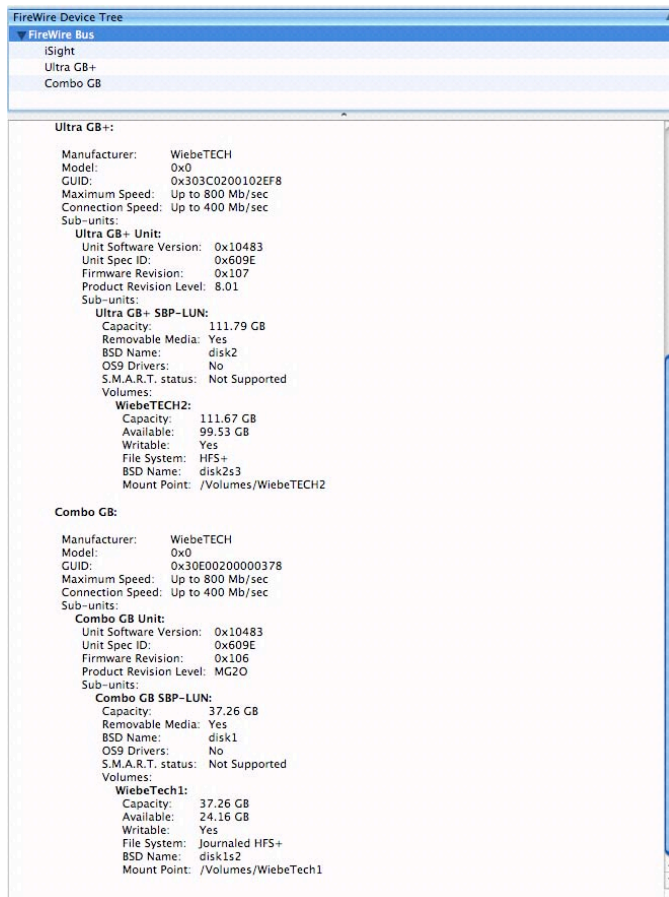 FireWire Device Tree
FireWire Bus
iSight
Ultra GB+
Combo GB
Ultra GB+:
Manufacturer: WiebeTECH
Model: 0x0
GUID: 0x303C0200102EF8
Maximum Speed: Up to 800 Mb/sec
Connection Speed: Up to 400 Mb/sec
Sub-units:
Ultra GB+ Unit:
Unit Software Version: 0x10483
Unit Spec ID: 0x609E
Firmware Revision: 0x107
Product Revision Level: 8.01
Sub-units:
Ultra GB+ SBP-LUN:
Capacity: 111.79 GB
Removable Media: Yes
BSD Name: disk2
OS9 Drivers: No
S.M.A.R.T. status: Not Supported
Volumes:
WiebeTECH2:
Capacity: 111.67 GB
Available: 99.53 GB
Writable: Yes
File System: HFS+
BSD Name: disk2s3
Mount Point: /Volumes/WiebeTECH2
Combo GB:
Manufacturer: WiebeTECH
Model: 0x0
GUID: 0x30E00200000378
Maximum Speed: Up to 800 Mb/sec
Connection Speed: Up to 400 Mb/sec
Sub-units:
Combo GB Unit:
Unit Software Version: 0x10483
Unit Spec ID: 0x609E
Firmware Revision: 0x106
Product Revision Level: MG2O
Sub-units:
Combo GB SBP-LUN:
Capacity: 37.26 GB
Removable Media: Yes
BSD Name: disk1
OS9 Drivers: No
S.M.A.R.T. status: Not Supported
Volumes:
WiebeTech1:
Capacity: 37.26 GB
Available: 24.16 GB
Writable: Yes
File System: Journaled HFS+
BSD Name: disk1s2
Mount Point: /Volumes/WiebeTech1